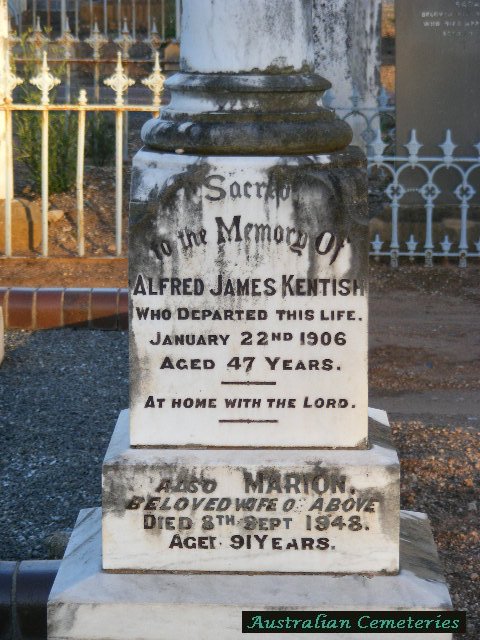 Sacred
to the Memory Of
ALFRED JAMES KENTISH
WHO DEPARTED THIS LIFE.
JANUARY 22ND 1906
AGED 47 YEARS.
AT HOME WITH THE LORD.
ALSO MARION.
BELOVED WIFE OF ABOVE
DIED 8TH SEPT 1948.
AGED 91 YEARS.
Australian Cemeteries